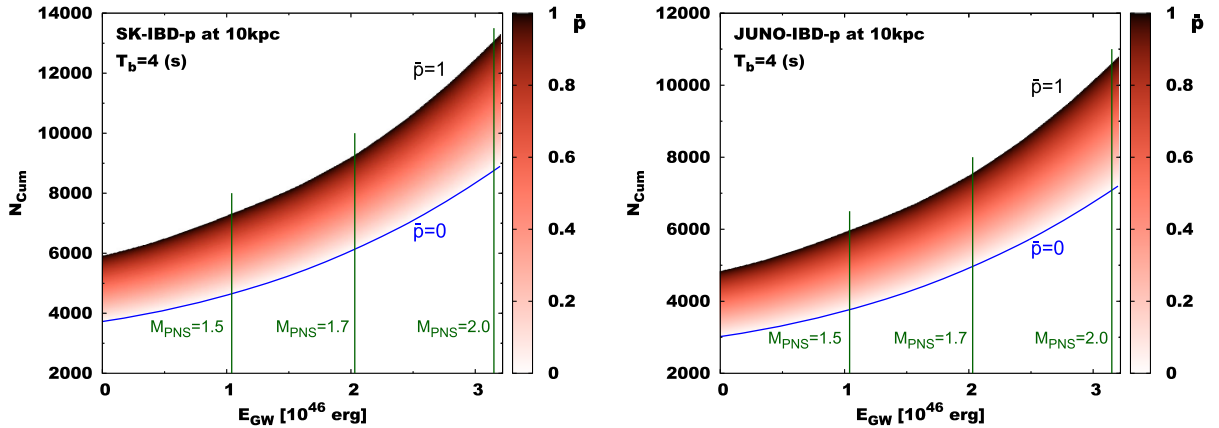 SK-IBD-p at 10kpc
T_b=4 (s)
p̄=1
p̄=0
M_PNS=1.5
M_PNS=1.7
M_PNS=2.0
N_Cum
14000
12000
10000
8000
6000
4000
2000
0 1 2 3
E_GW [10^46 erg]
p̄
1
0.8
0.6
0.4
0.2
0
JUNO-IBD-p at 10kpc
T_b=4 (s)
p̄=1
p̄=0
M_PNS=1.5
M_PNS=1.7
M_PNS=2.0
N_Cum
12000
10000
8000
6000
4000
2000
0 1 2 3
E_GW [10^46 erg]
p̄
1
0.8
0.6
0.4
0.2
0